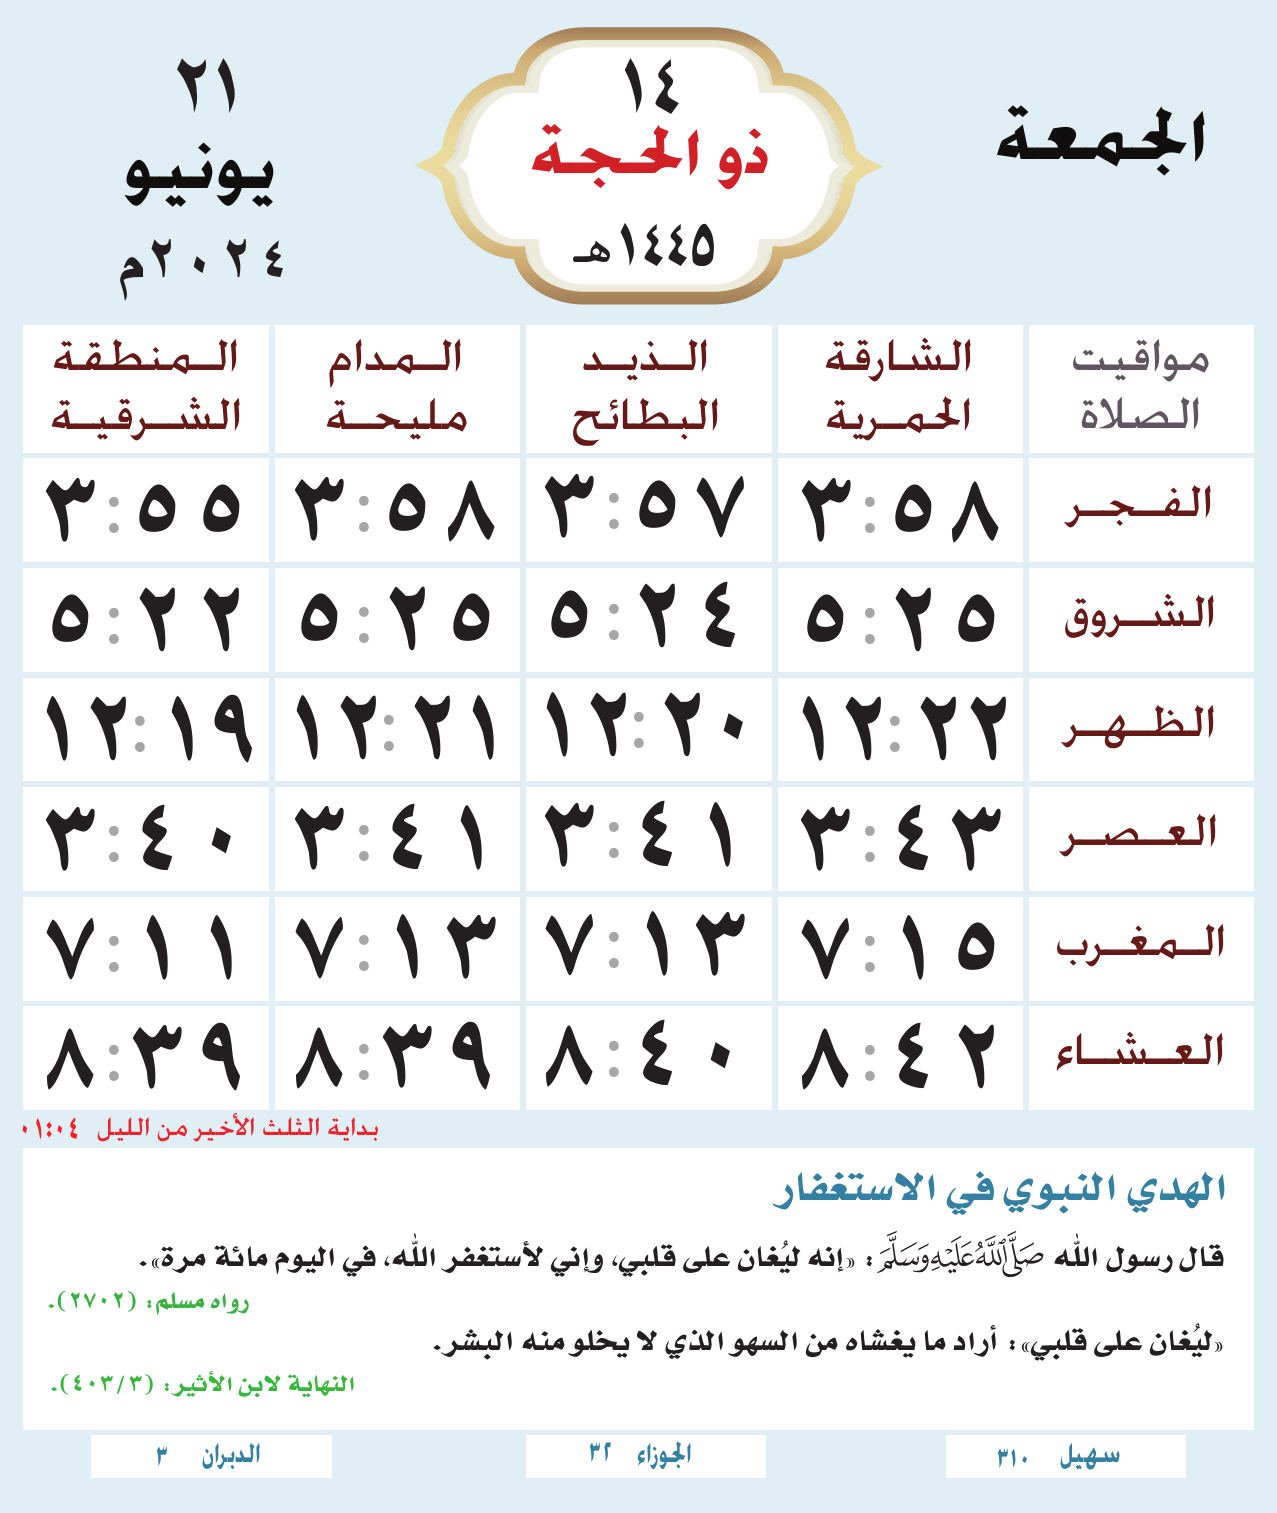 الجمعة
١٤
ذو الحجة
١٤٤٥هـ
٢١
يونيو
٢٠٢٤م
مواقيت الصلاة
الشارقة الحمرية
الذيد البطائح
المدام مليحة
المنطقة الشرقية
الفجر ٣:٥٨ ٣:٥٧ ٣:٥٨ ٣:٥٥
الشروق ٥:٢٥ ٥:٢٤ ٥:٢٥ ٥:٢٢
الظهر ١٢:٢٢ ١٢:٢٠ ١٢:٢١ ١٢:١٩
العصر ٣:٤٣ ٣:٤١ ٣:٤١ ٣:٤٠
المغرب ٧:١٥ ٧:١٣ ٧:١٣ ٧:١١
العشاء ٨:٤٢ ٨:٤٠ ٨:٣٩ ٨:٣٩
بداية الثلث الأخير من الليل ٠١:٠٤
الهدي النبوي في الاستغفار
قال رسول الله صَلَّى اللَّهُ عَلَيْهِ وَسَلَّمَ: «إنه ليُغان على قلبي، وإني لأستغفر الله، في اليوم مائة مرة».
رواه مسلم: (٢٧٠٢).
«ليُغان على قلبي»: أراد ما يغشاه من السهو الذي لا يخلو منه البشر.
النهاية لابن الأثير: (٤٠٣/٣).
سهيل ٣١٠
الجوزاء ٣٢
الدبران ٣